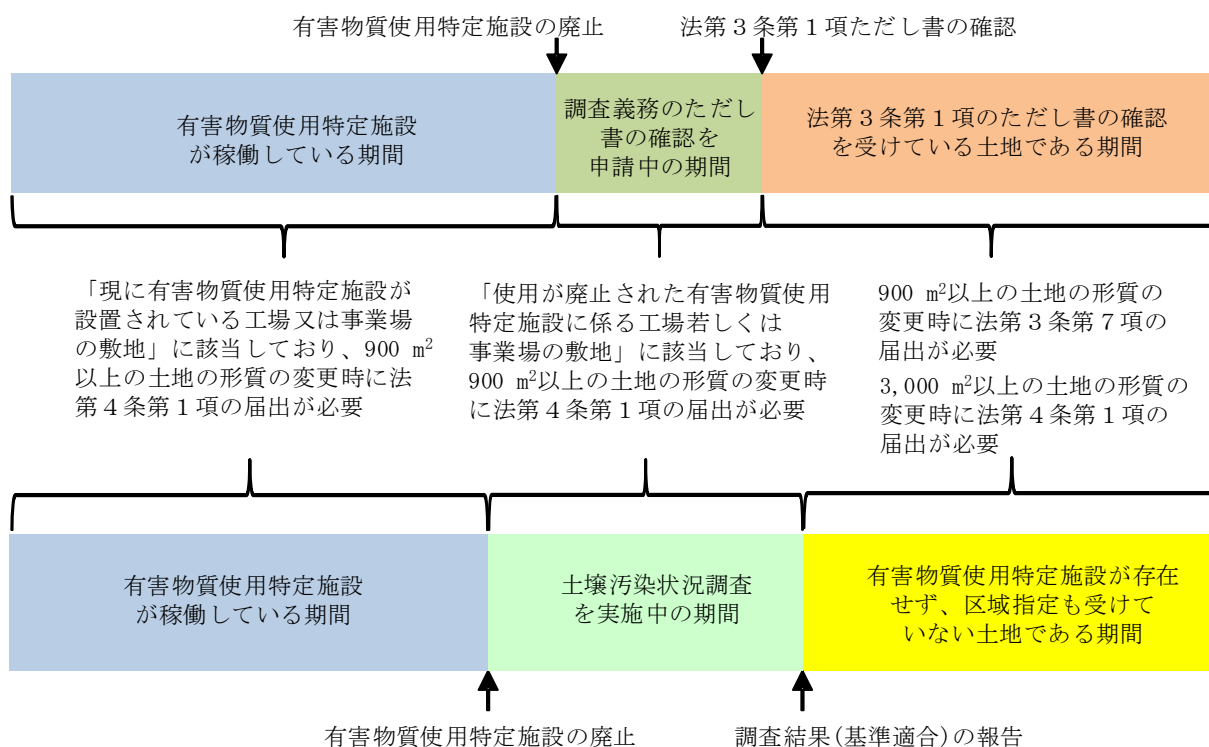 有害物質使用特定施設の廃止
法第３条第１項ただし書の確認
有害物質使用特定施設
が稼働している期間
調査義務のただし
書の確認を
申請中の期間
法第３条第１項のただし書の確認
を受けている土地である期間
「現に有害物質使用特定施設が
設置されている工場又は事業場
の敷地」に該当しており、900 m²
以上の土地の形質の変更時に法
第４条第１項の届出が必要
「使用が廃止された有害物質使用
特定施設に係る工場若しくは
事業場の敷地」に該当しており、
900 m²以上の土地の形質の変更時
に法第４条第１項の届出が必要
900 m²以上の土地の形質の
変更時に法第３条第７項の
届出が必要
3,000 m²以上の土地の形質の
変更時に法第４条第１項の
届出が必要
有害物質使用特定施設
が稼働している期間
土壌汚染状況調査
を実施中の期間
有害物質使用特定施設が存在
せず、区域指定も受けて
いない土地である期間
有害物質使用特定施設の廃止
調査結果(基準適合)の報告